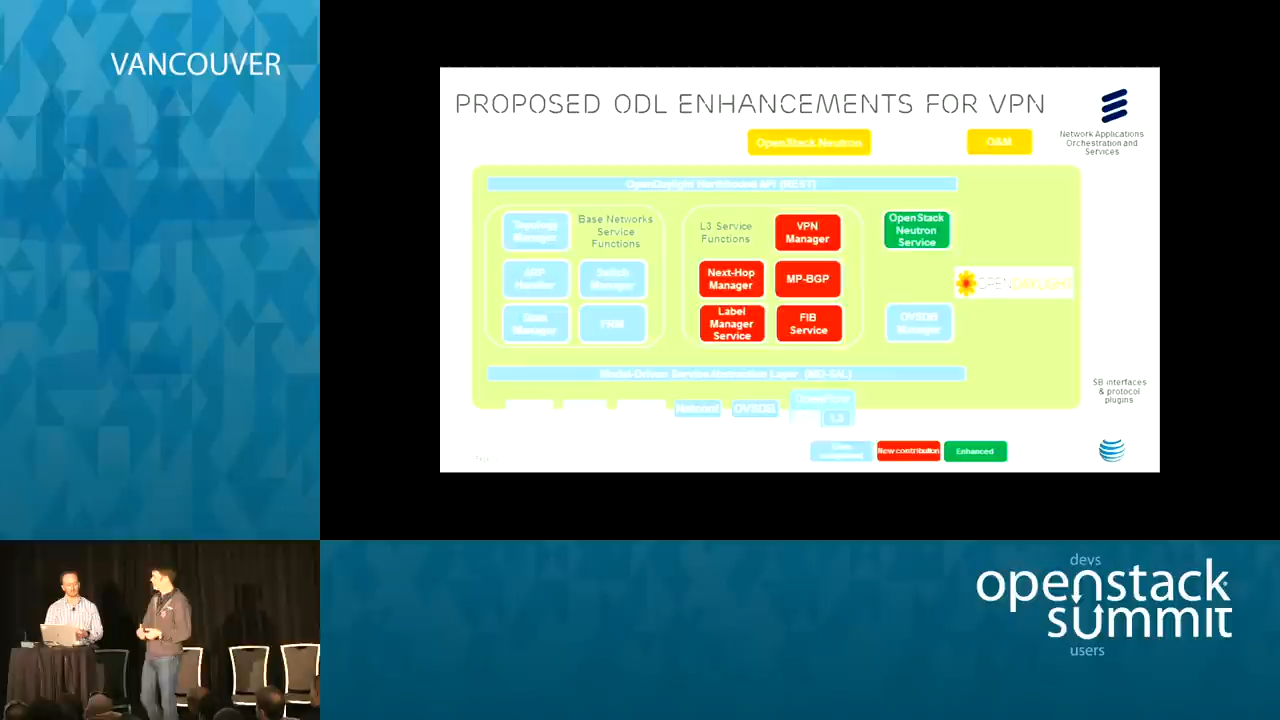 VANCOUVER
PROPOSED ODL ENHANCEMENTS FOR VPN
Network Applications
Orchestration and
Services
OpenStack Neutron
O&M
OpenDaylight Northbound API (REST)
Topology
Manager
Base Networks
Service
Functions
L3 Service
Functions
VPN
Manager
OpenStack
Neutron
Service
ARP
Handler
Switch
Manager
Next-Hop
Manager
MP-BGP
OPENDAYLIGHT
Manager
FRM
Label
Manager
Service
FIB
Service
OVSDB
Manager
Model-Driven Service Abstraction Layer (MD-SAL)
SB interfaces
& protocol
plugins
Netconf
OVSDB
OpenFlow
1.3
New contribution
Enhanced
devs
openstack
summit
users